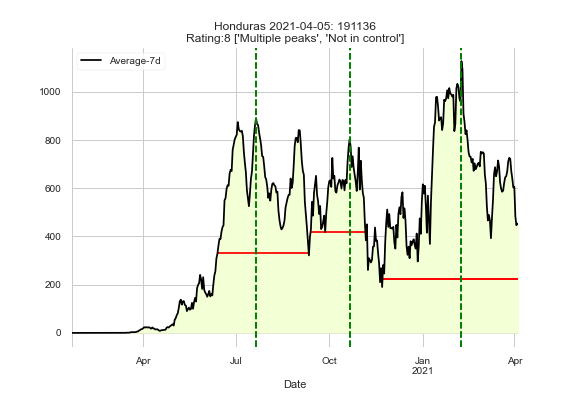 Honduras 2021-04-05: 191136
Rating:8 ['Multiple peaks', 'Not in control']
Average-7d
1000
800
600
400
200
0
Apr
Jul
Oct
Jan
2021
Apr
Date